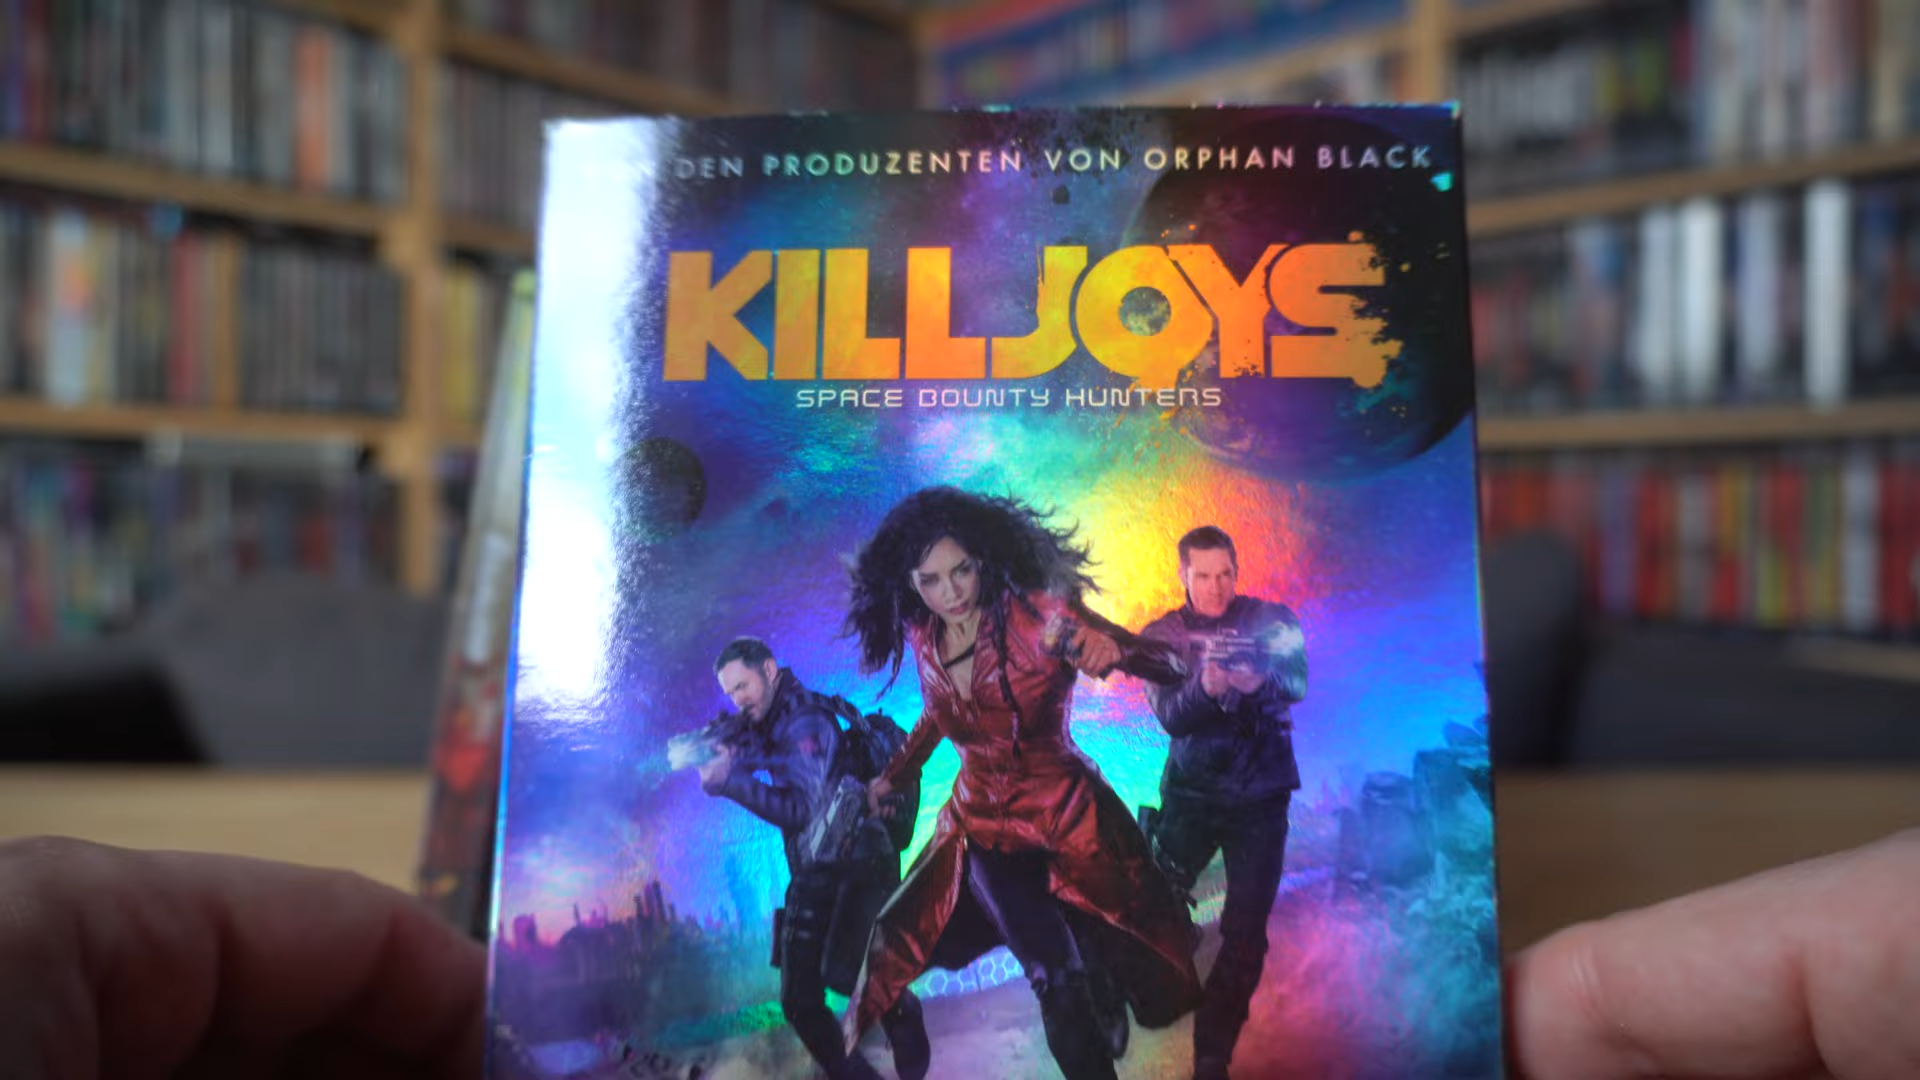 DEN PRODUZENTEN VON ORPHAN BLACK
KILLJOYS
SPACE BOUNTY HUNTERS